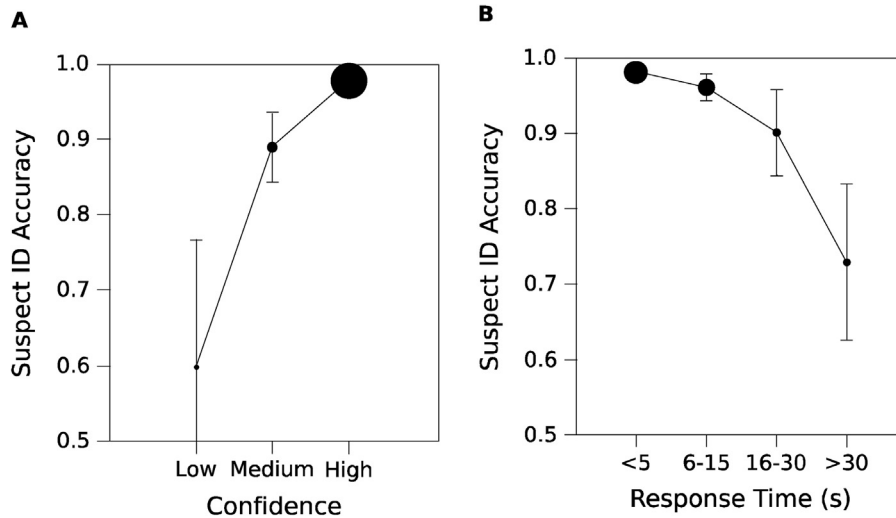 A
Suspect ID Accuracy
1.0
0.9
0.8
0.7
0.6
0.5
Low Medium High
Confidence
B
Suspect ID Accuracy
1.0
0.9
0.8
0.7
0.6
0.5
<5 6-15 16-30 >30
Response Time (s)